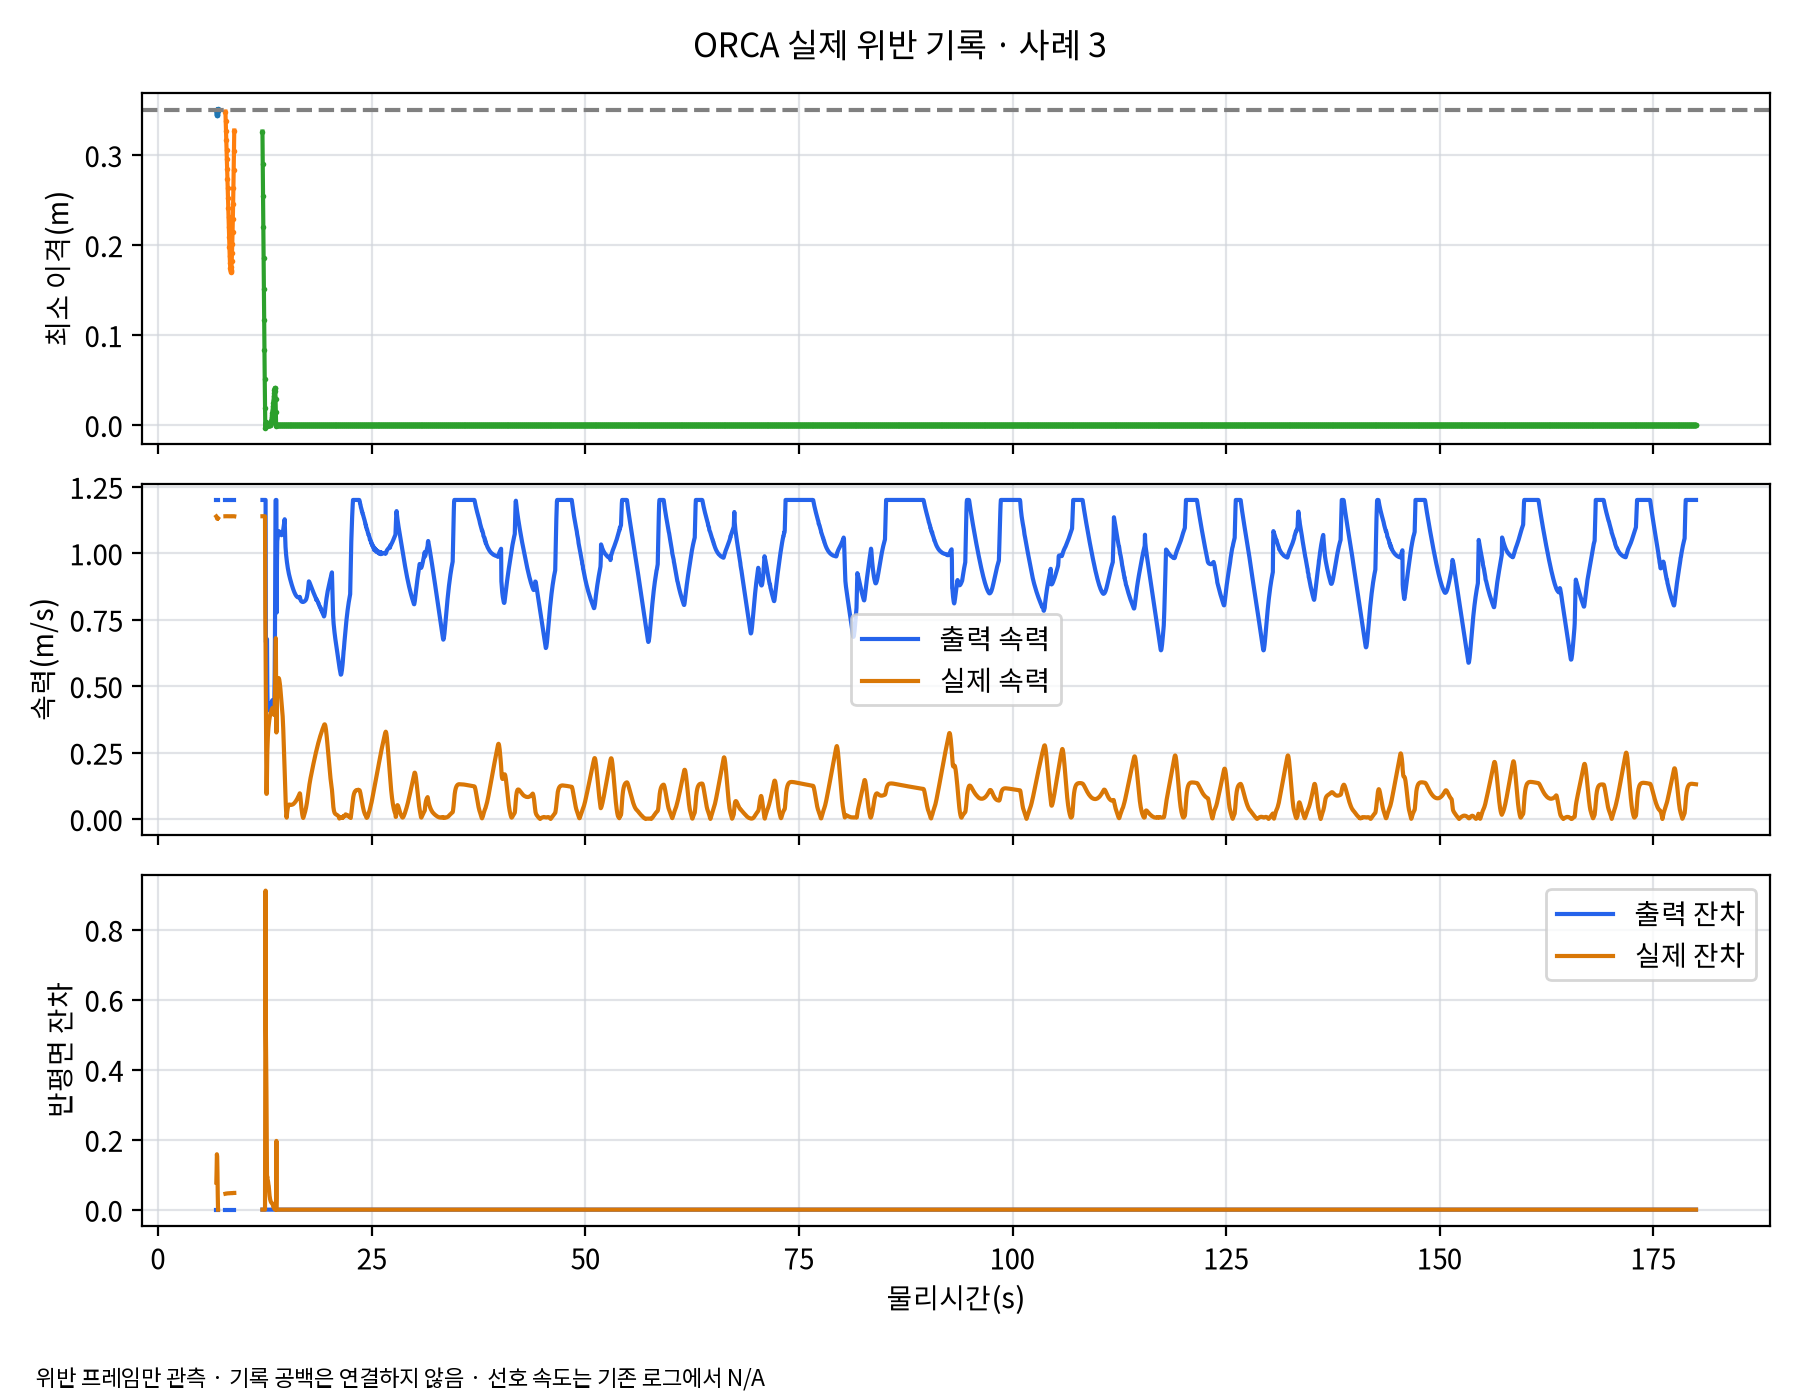 ORCA 실제 위반 기록 · 사례 3
최소 이격(m)
0.3
0.2
0.1
0.0
속력(m/s)
1.25
1.00
0.75
0.50
0.25
0.00
출력 속력
실제 속력
반평면 잔차
0.8
0.6
0.4
0.2
0.0
출력 잔차
실제 잔차
0 25 50 75 100 125 150 175
물리시간(s)
위반 프레임만 관측 · 기록 공백은 연결하지 않음 · 선호 속도는 기존 로그에서 N/A